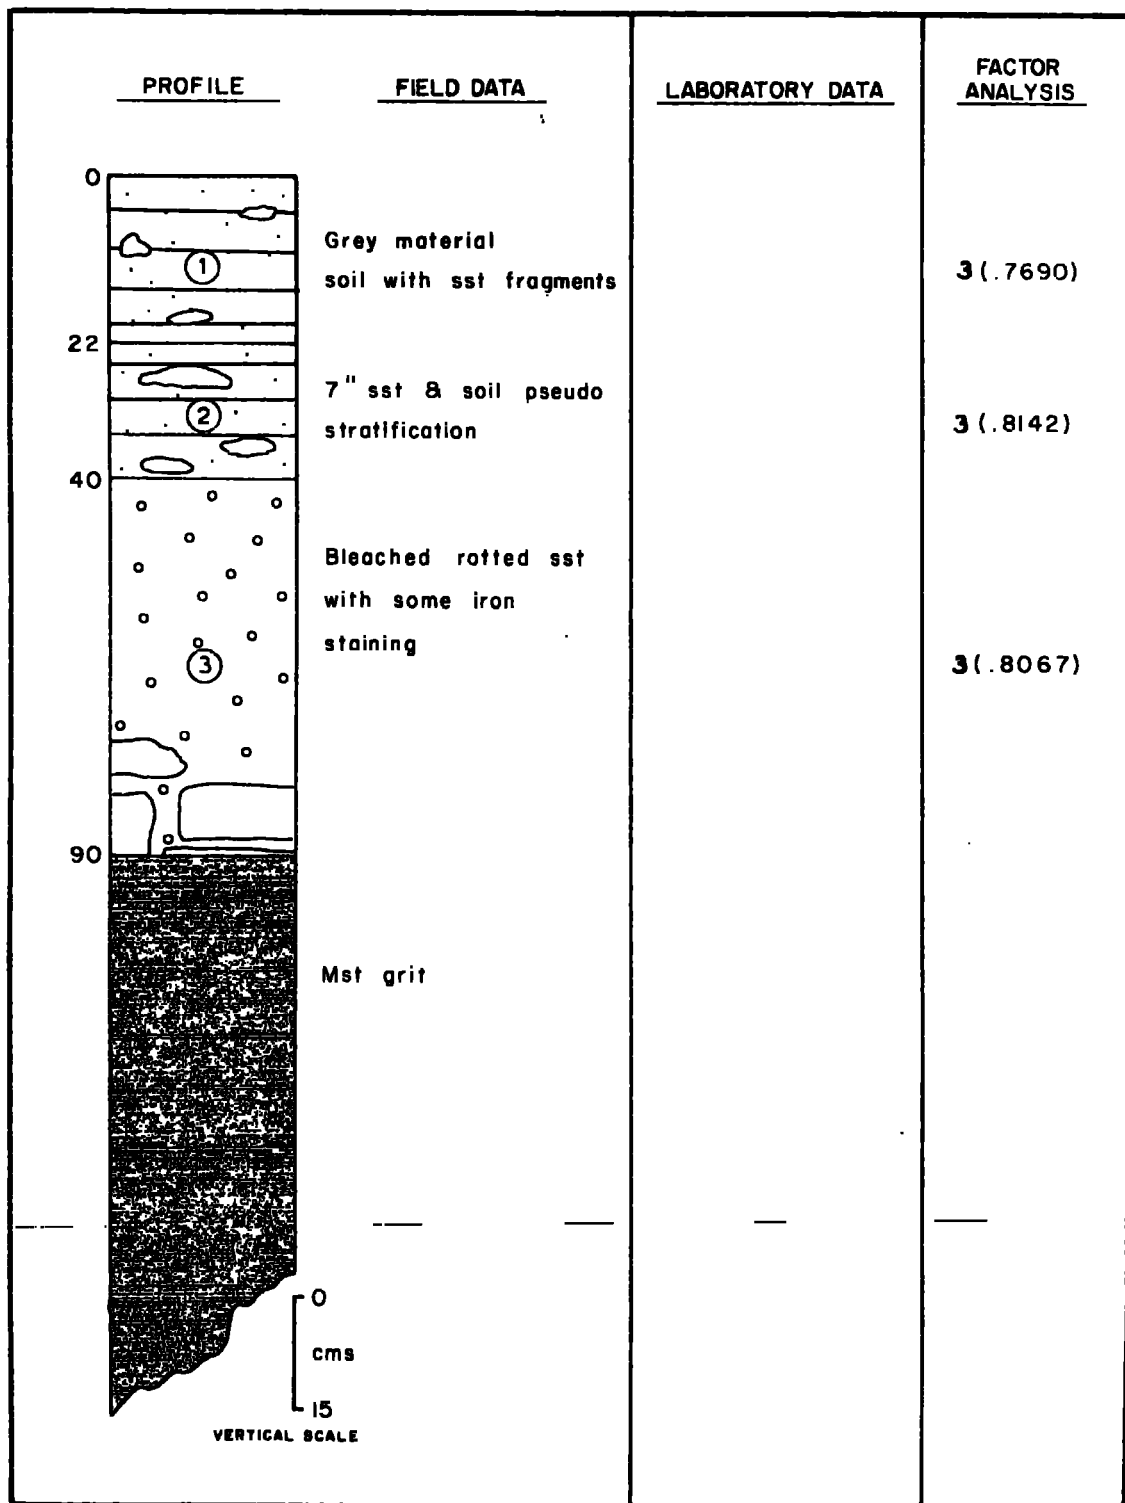 PROFILE
FIELD DATA
LABORATORY DATA
FACTOR
ANALYSIS
0
Grey material
soil with sst fragments
1
3 (.7690)
22
7" sst & soil pseudo
stratification
2
3 (.8142)
40
Bleached rotted sst
with some iron
staining
3
3 (.8067)
90
Mst grit
0
cms
15
VERTICAL SCALE